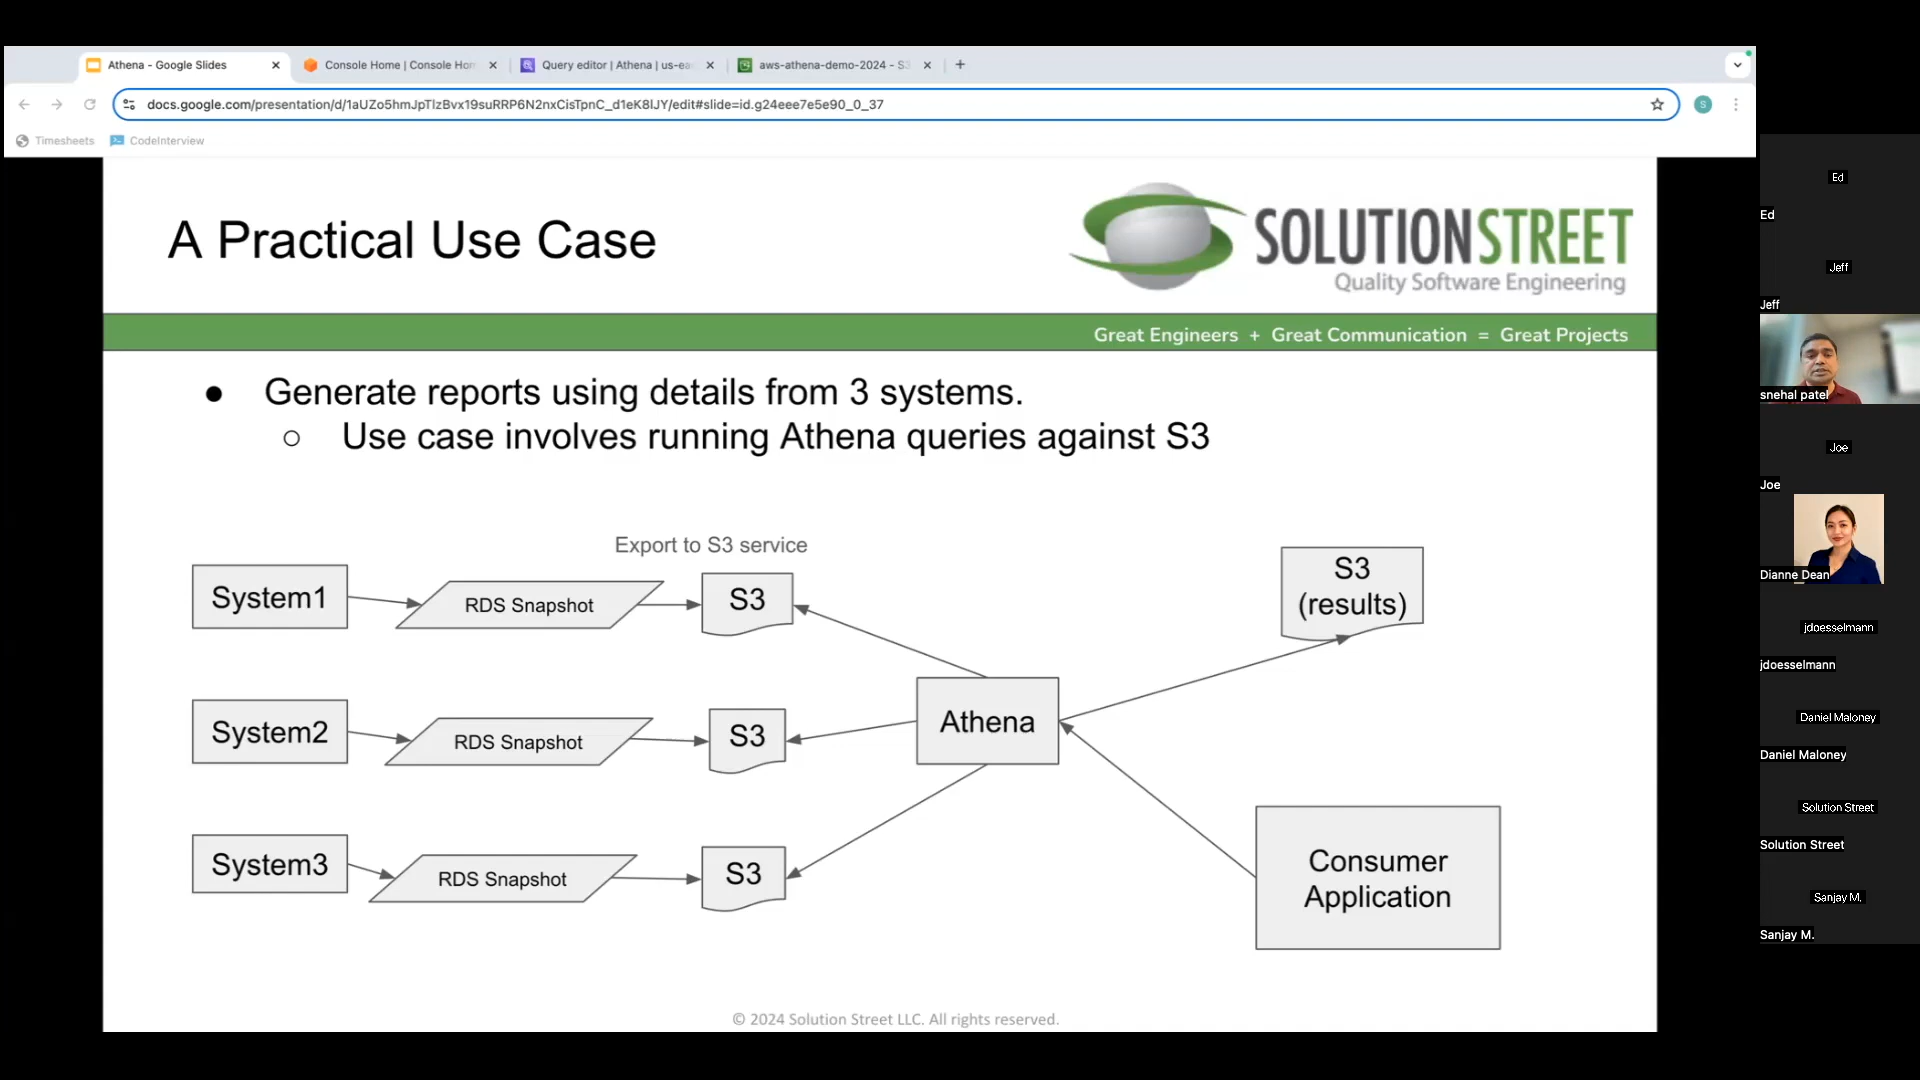 Athena - Google Slides
Console Home | Console Hom
Query editor | Athena | us-ea
aws-athena-demo-2024 - S3
docs.google.com/presentation/d/1aUZo5hmJpTlzBvx19suRRP6N2nxCisTpnC_d1eK8lJY/edit#slide=id.g24eee7e5e90_0_37
S
Timesheets
CodeInterview
A Practical Use Case
SOLUTIONSTREET
Quality Software Engineering
Great Engineers + Great Communication = Great Projects
● Generate reports using details from 3 systems.
○ Use case involves running Athena queries against S3
Export to S3 service
System1
RDS Snapshot
S3
S3
(results)
System2
RDS Snapshot
S3
Athena
System3
RDS Snapshot
S3
Consumer
Application
© 2024 Solution Street LLC. All rights reserved.
Ed
Ed
Jeff
Jeff
snehal patel
Joe
Joe
Dianne Dean
jdoesselmann
jdoesselmann
Daniel Maloney
Daniel Maloney
Solution Street
Solution Street
Sanjay M.
Sanjay M.